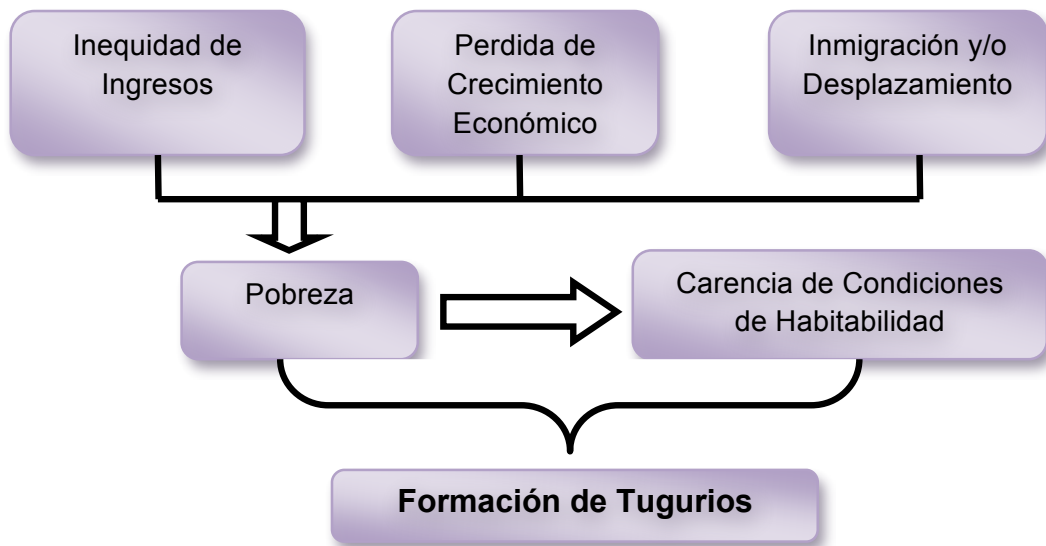 Inequidad de
Ingresos
Perdida de
Crecimiento
Económico
Inmigración y/o
Desplazamiento
Pobreza
Carencia de Condiciones
de Habitabilidad
Formación de Tugurios